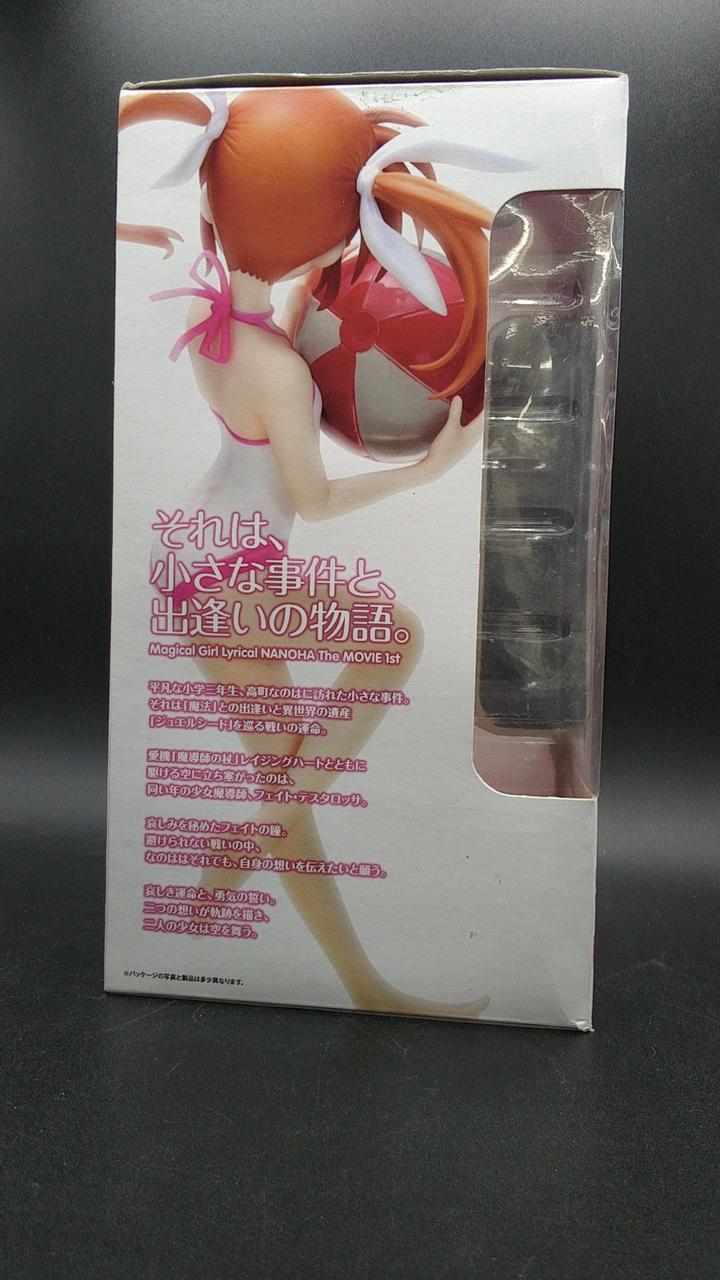 それは、
小さな事件と、
出逢いの物語。
Magical Girl Lyrical NANOHA The MOVIE 1st
平凡な小学三年生、高町なのはに訪れた小さな事件。
それは「魔法」との出逢いと異世界の遺産
「ジュエルシード」を巡る戦いの運命。
愛機「魔導師の杖」レイジングハートとともに
駆ける空に立ち塞がったのは、
同い年の少女魔導師、フェイト・テスタロッサ。
哀しみを秘めたフェイトの瞳。
避けられない戦いの中、
なのははそれでも、自身の想いを伝えたいと願う。
哀しき運命と、勇気の誓い。
二つの想いが軌跡を描き、
二人の少女は空を舞う。
※パッケージの写真と製品は多少異なります。